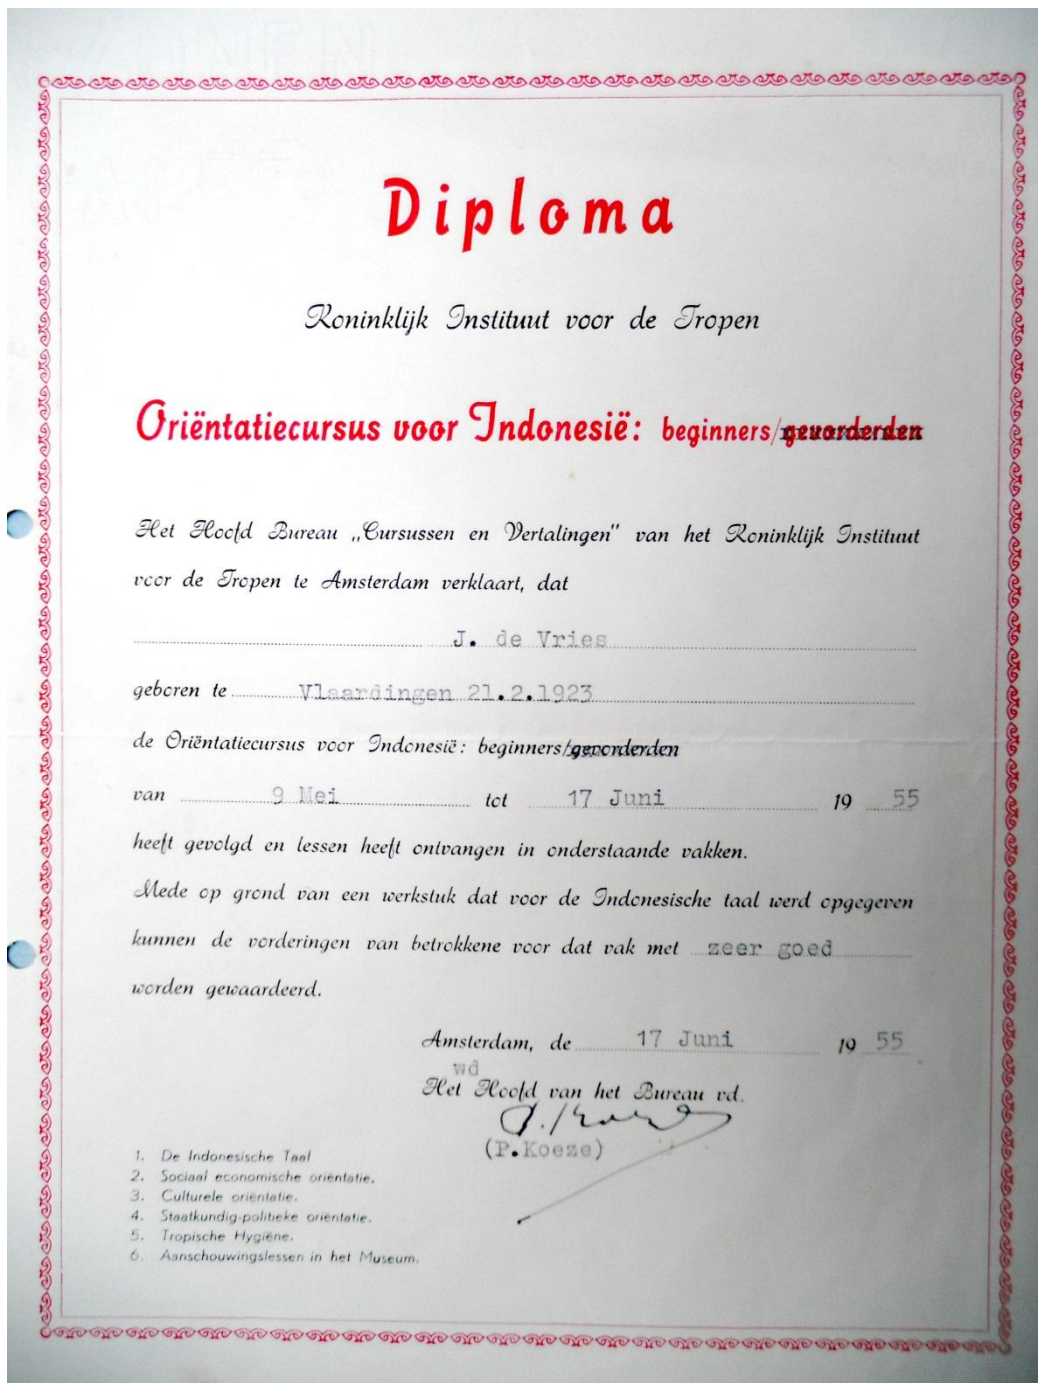 Diploma
Koninklijk Instituut voor de Tropen
Oriëntatiecursus voor Indonesië: beginners/gevorderden
Het Hoofd Bureau „Cursussen en Vertalingen" van het Koninklijk Instituut
voor de Tropen te Amsterdam verklaart, dat
J. de Vries
geboren te Vlaardingen 21.2.1923
de Oriëntatiecursus voor Indonesië: beginners/gevorderden
van 9 Mei tot 17 Juni 19 55
heeft gevolgd en lessen heeft ontvangen in onderstaande vakken.
Mede op grond van een werkstuk dat voor de Indonesische taal werd opgegeven
kunnen de vorderingen van betrokkene voor dat vak met zeer goed
worden gewaardeerd.
Amsterdam, de 17 Juni 19 55
wd
Het Hoofd van het Bureau vd.
(P.Koeze)
1. De Indonesische Taal
2. Sociaal economische oriëntatie.
3. Culturele oriëntatie.
4. Staatkundig-politieke oriëntatie.
5. Tropische Hygiëne.
6. Aanschouwingslessen in het Museum.